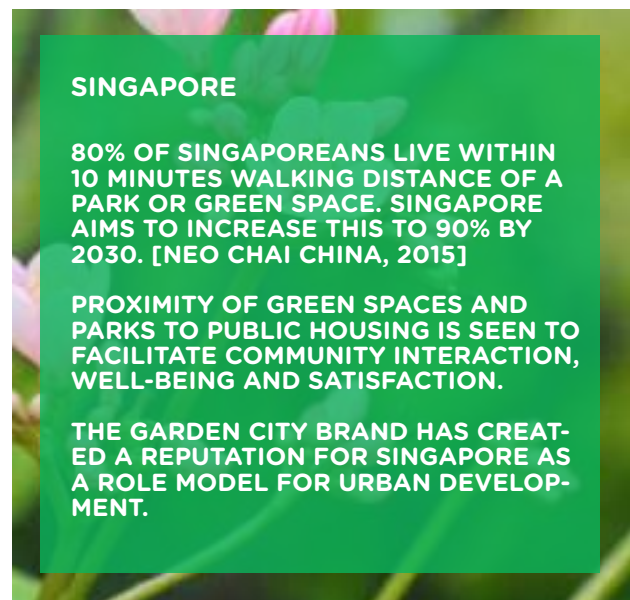 SINGAPORE
80% OF SINGAPOREANS LIVE WITHIN
10 MINUTES WALKING DISTANCE OF A
PARK OR GREEN SPACE. SINGAPORE
AIMS TO INCREASE THIS TO 90% BY
2030. [NEO CHAI CHINA, 2015]
PROXIMITY OF GREEN SPACES AND
PARKS TO PUBLIC HOUSING IS SEEN TO
FACILITATE COMMUNITY INTERACTION,
WELL-BEING AND SATISFACTION.
THE GARDEN CITY BRAND HAS CREAT-
ED A REPUTATION FOR SINGAPORE AS
A ROLE MODEL FOR URBAN DEVELOP-
MENT.